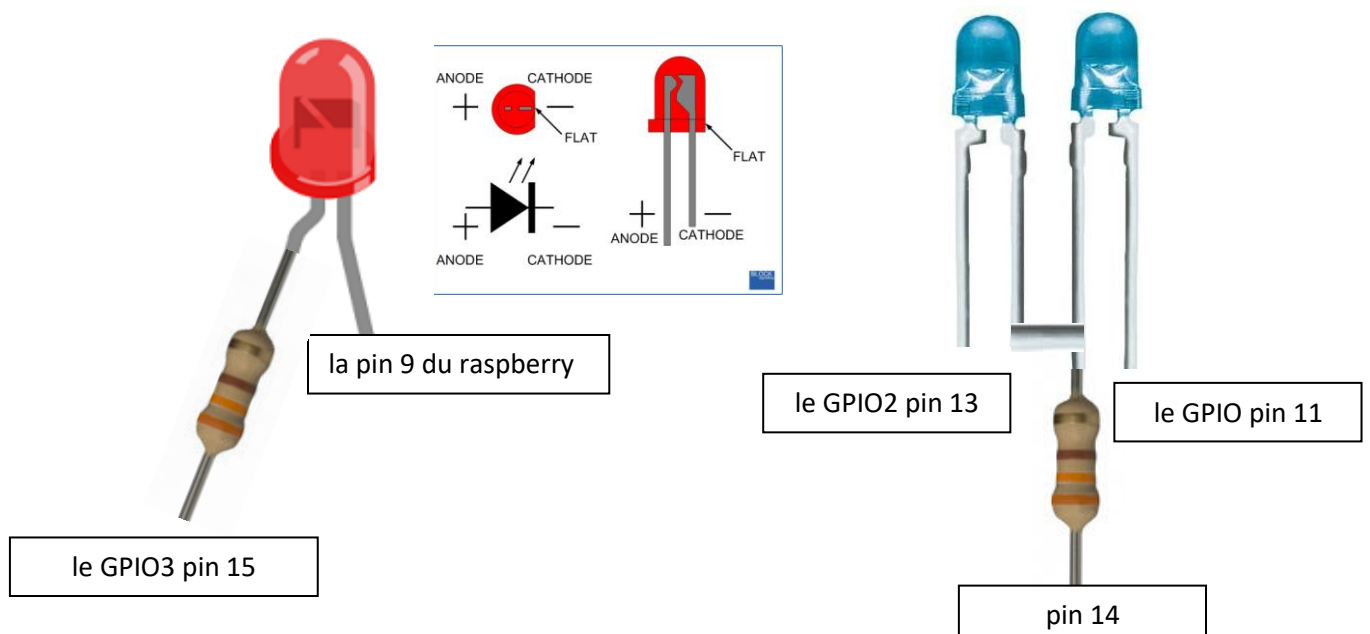 ANODE CATHODE
FLAT
ANODE CATHODE
FLAT
ANODE CATHODE
BLOCK
la pin 9 du raspberry
le GPIO2 pin 13
le GPIO pin 11
le GPIO3 pin 15
pin 14